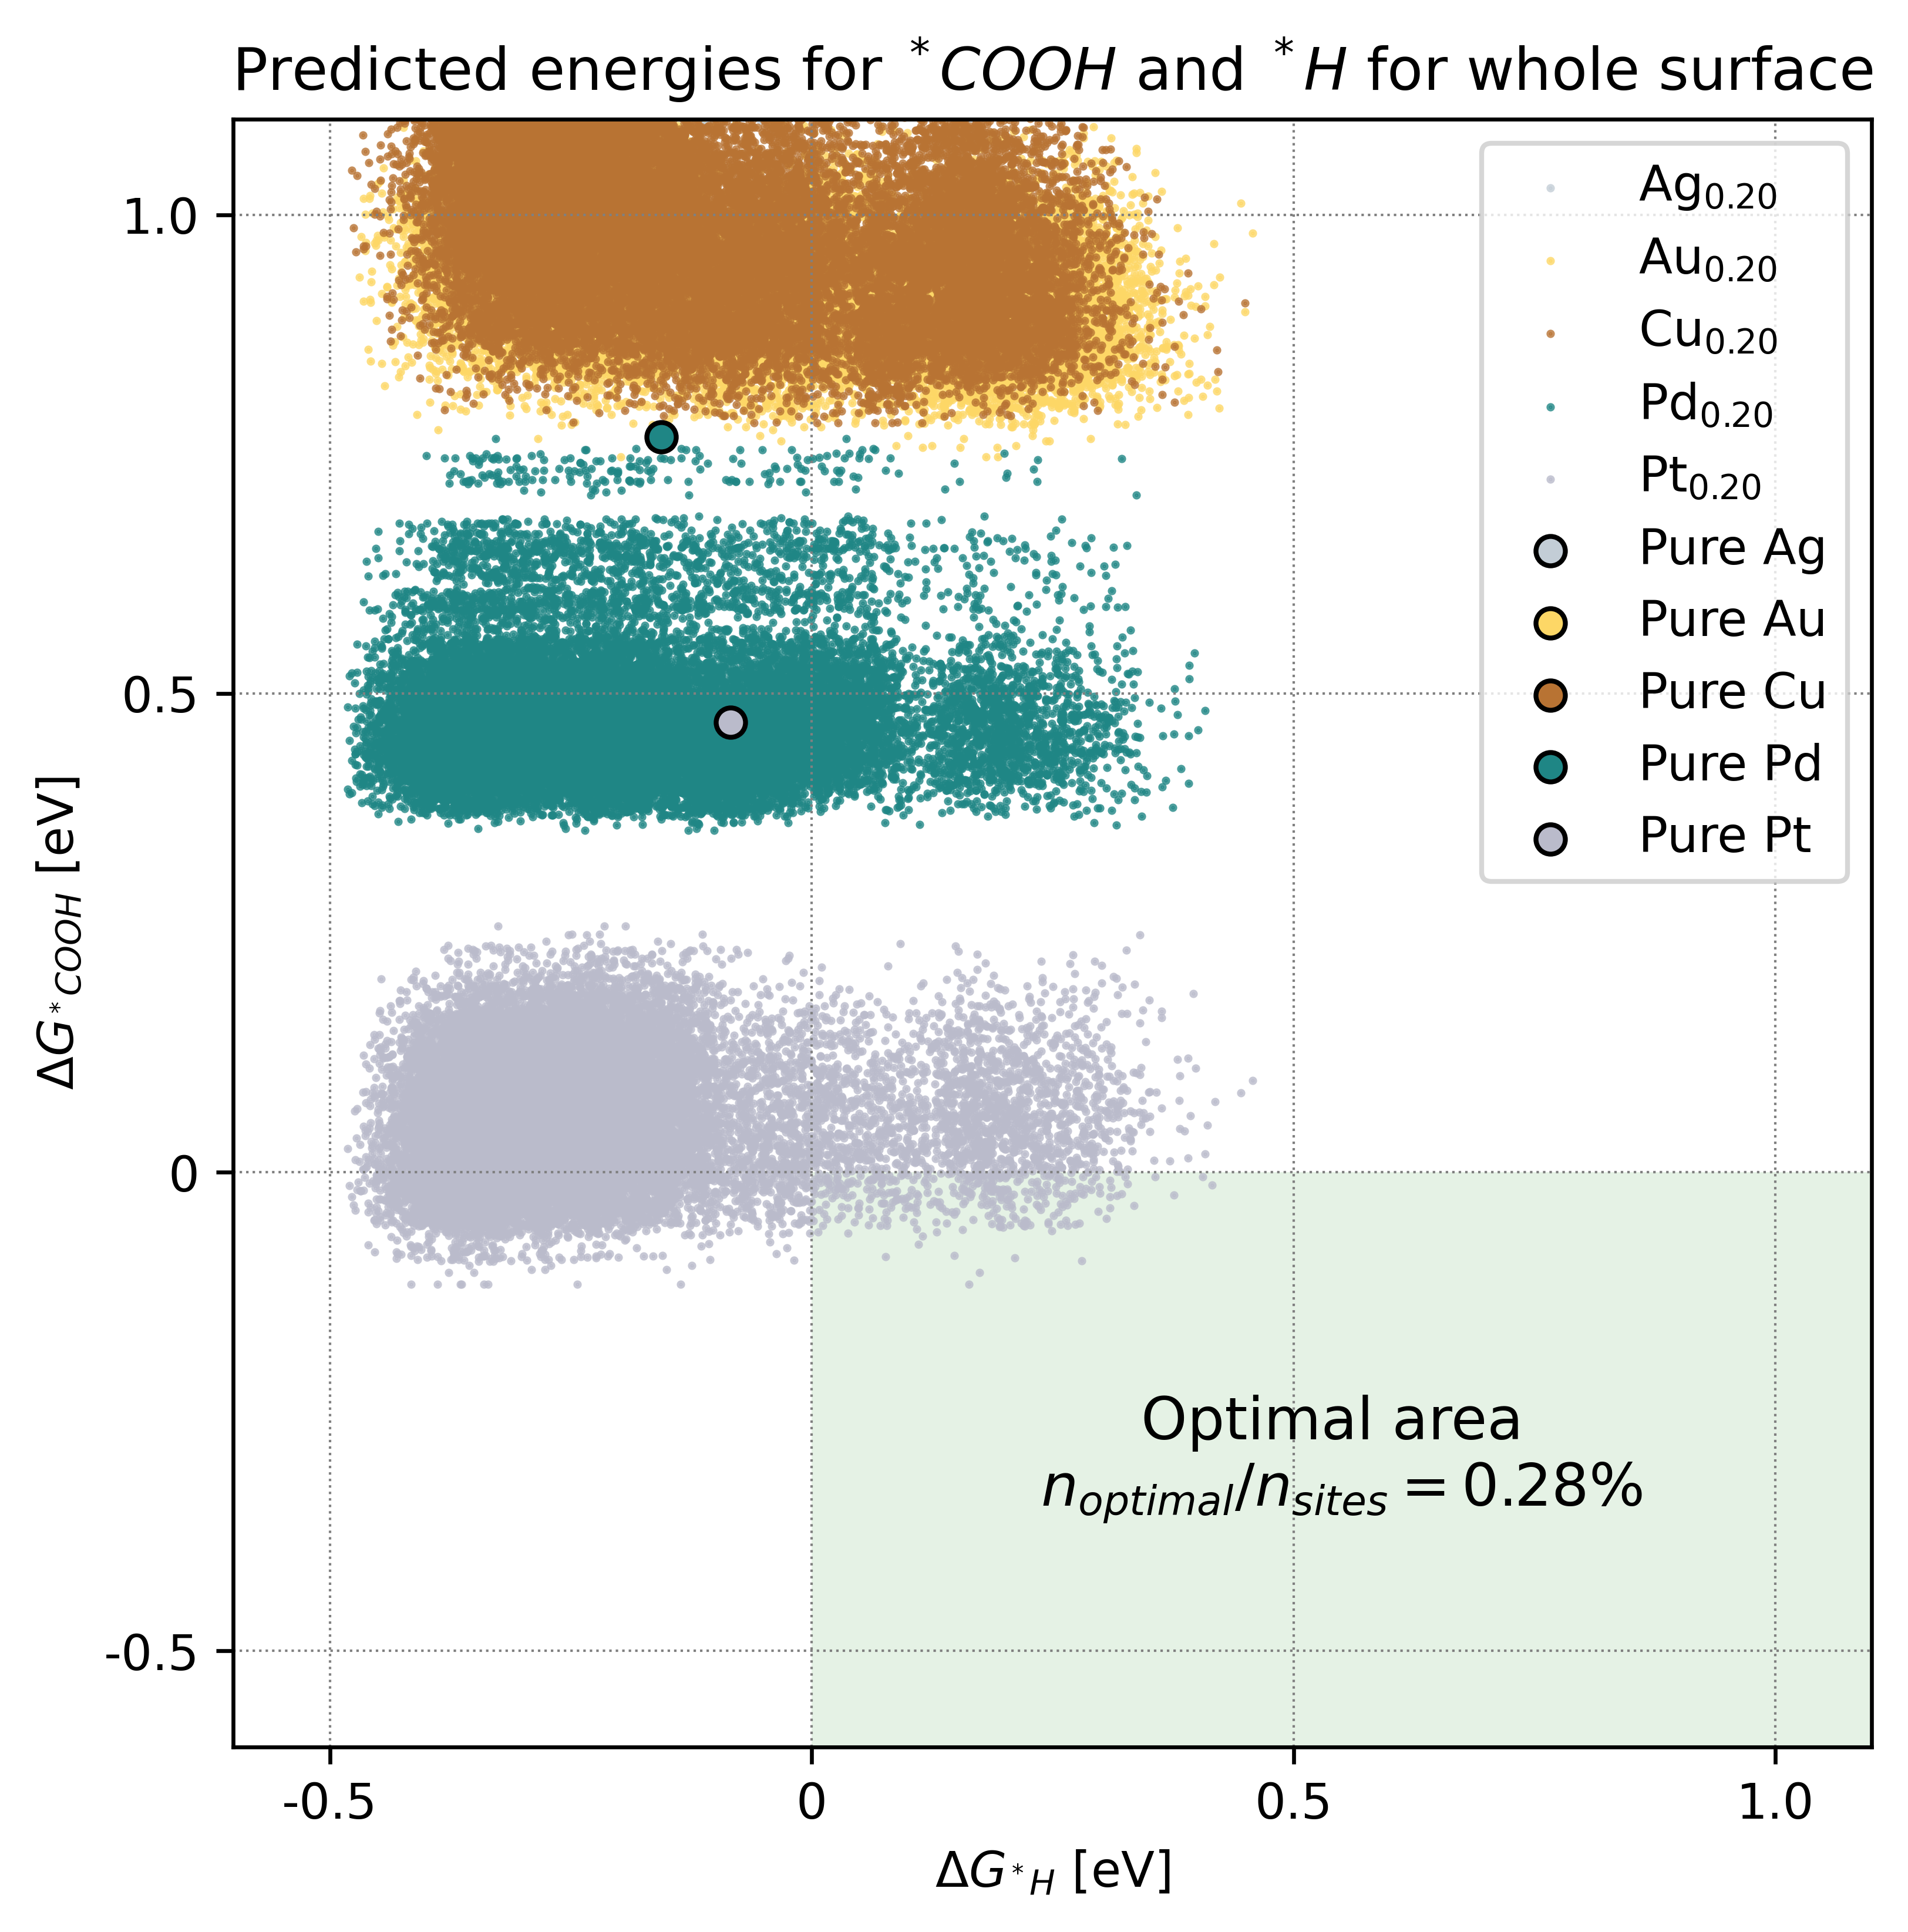 Predicted energies for *COOH and *H for whole surface
1.0
0.5
0
-0.5
ΔG*COOH [eV]
Ag0.20
Au0.20
Cu0.20
Pd0.20
Pt0.20
Pure Ag
Pure Au
Pure Cu
Pure Pd
Pure Pt
Optimal area
noptimal/nsites = 0.28%
-0.5 0 0.5 1.0
ΔG*H [eV]